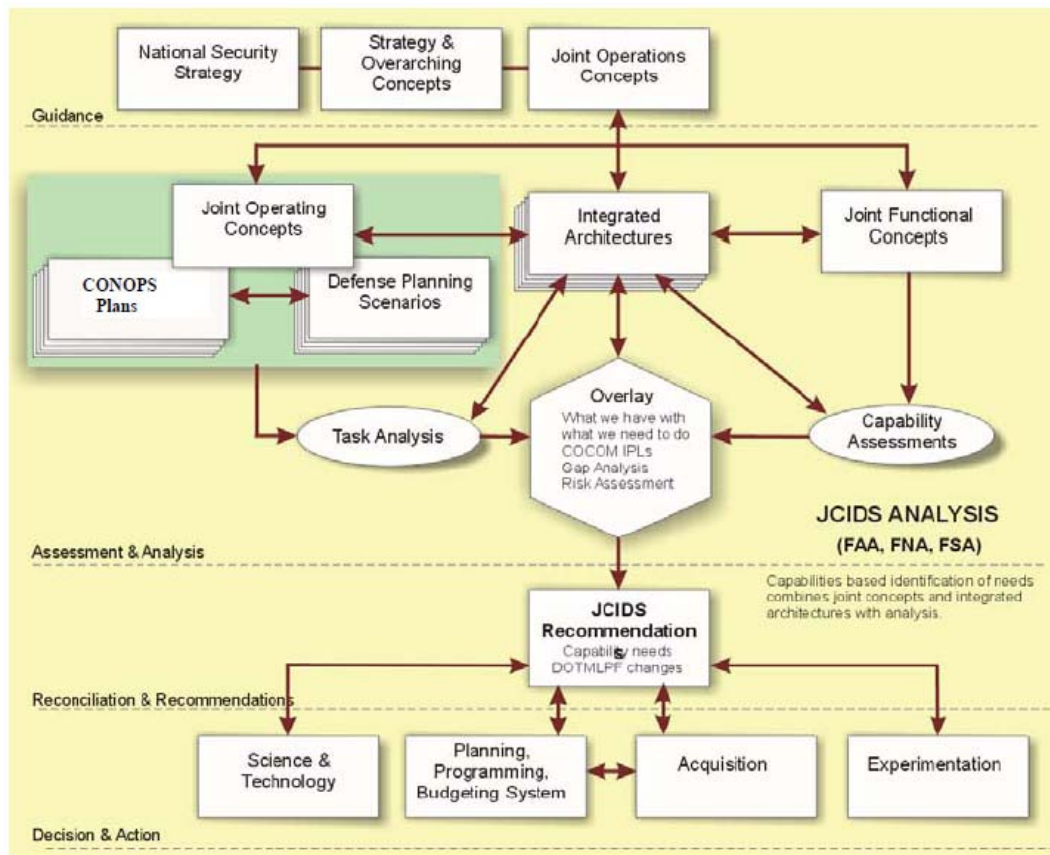 National Security
Strategy
Strategy &
Overarching
Concepts
Joint Operations
Concepts
Guidance
Joint Operating
Concepts
Integrated
Architectures
Joint Functional
Concepts
CONOPS
Plans
Defense Planning
Scenarios
Overlay
What we have with
what we need to do
COCOM IPLs
Gap Analysis
Risk Assessment
Task Analysis
Capability
Assessments
JCIDS ANALYSIS
(FAA, FNA, FSA)
Assessment & Analysis
Capabilities based identification of needs
combines joint concepts and integrated
architectures with analysis.
JCIDS
Recommendation
s
Capability needs
DOTMLPF changes
Reconciliation & Recommendations
Science &
Technology
Planning,
Programming,
Budgeting System
Acquisition
Experimentation
Decision & Action